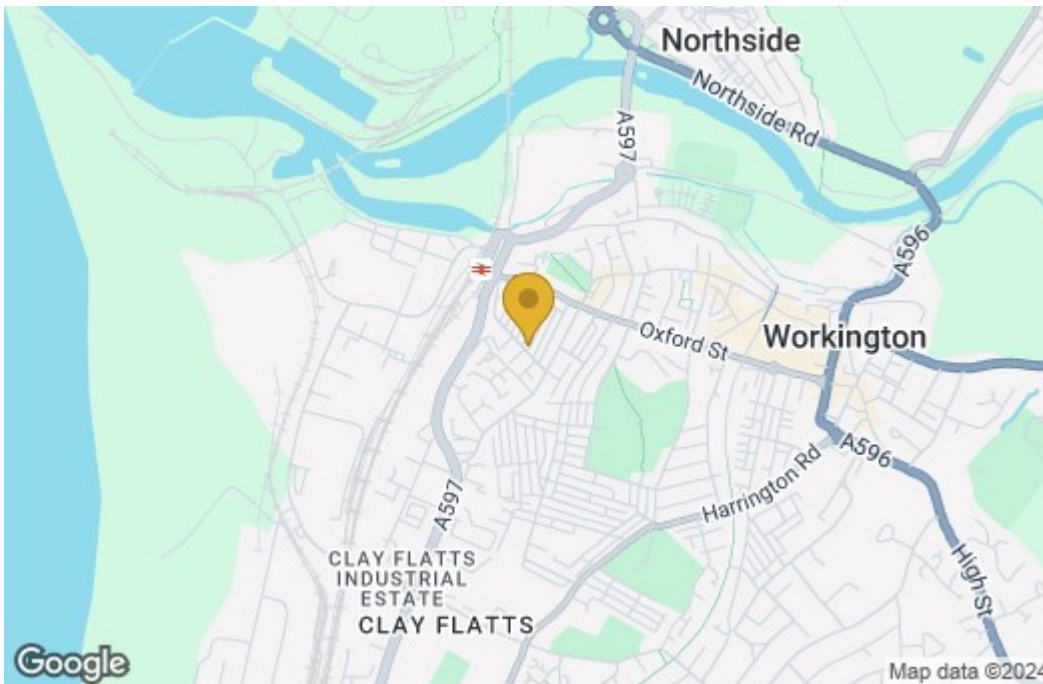 Northside
Northside Rd
A597
A596
Oxford St
Workington
A596
Harrington Rd
A597
High St
CLAY FLATTS
INDUSTRIAL
ESTATE
CLAY FLATTS
Google
Map data ©2024